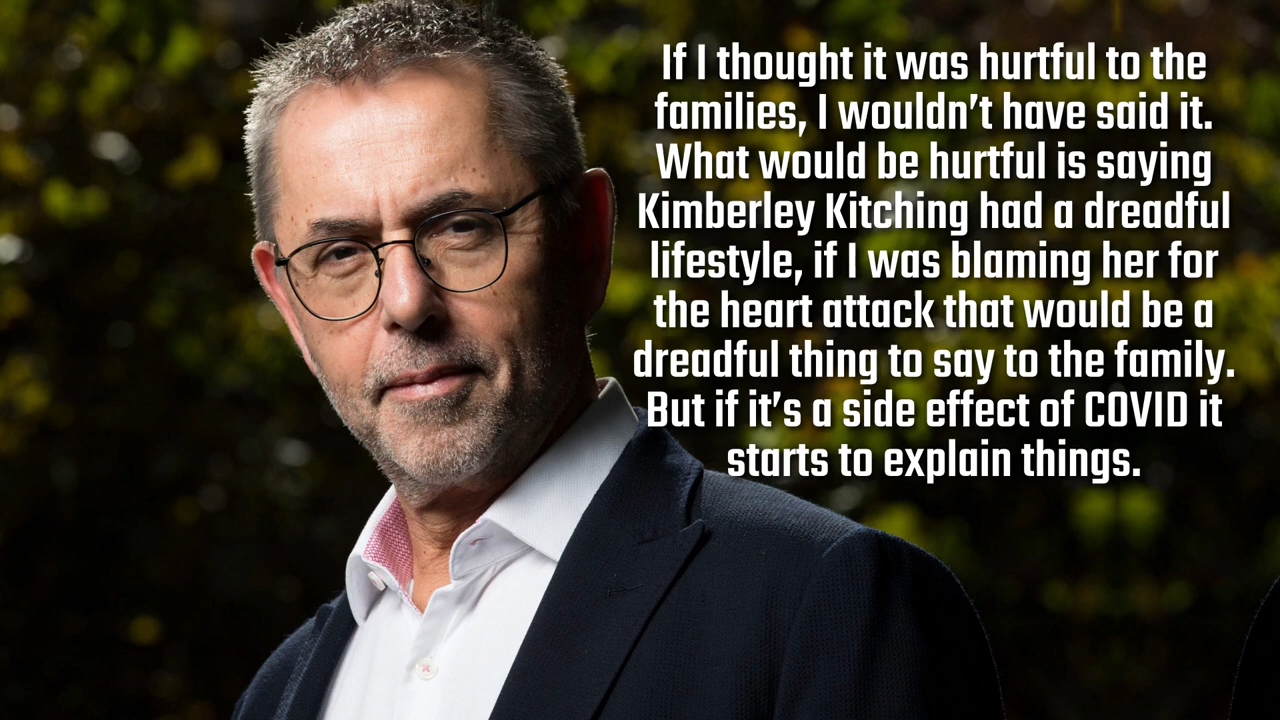 If I thought it was hurtful to the
families, I wouldn’t have said it.
What would be hurtful is saying
Kimberley Kitching had a dreadful
lifestyle, if I was blaming her for
the heart attack that would be a
dreadful thing to say to the family.
But if it’s a side effect of COVID it
starts to explain things.